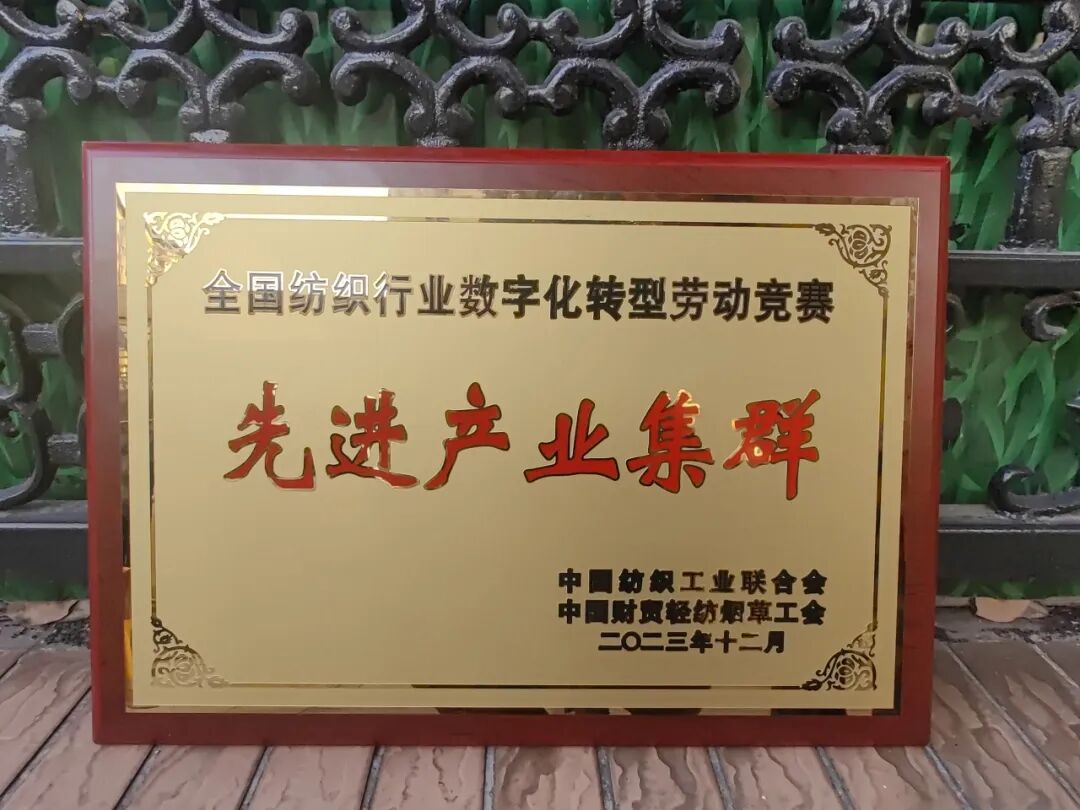 全国纺织行业数字化转型劳动竞赛
先进产业集群
中国纺织工业联合会
中国财贸轻纺烟草工会
二〇二三年十二月